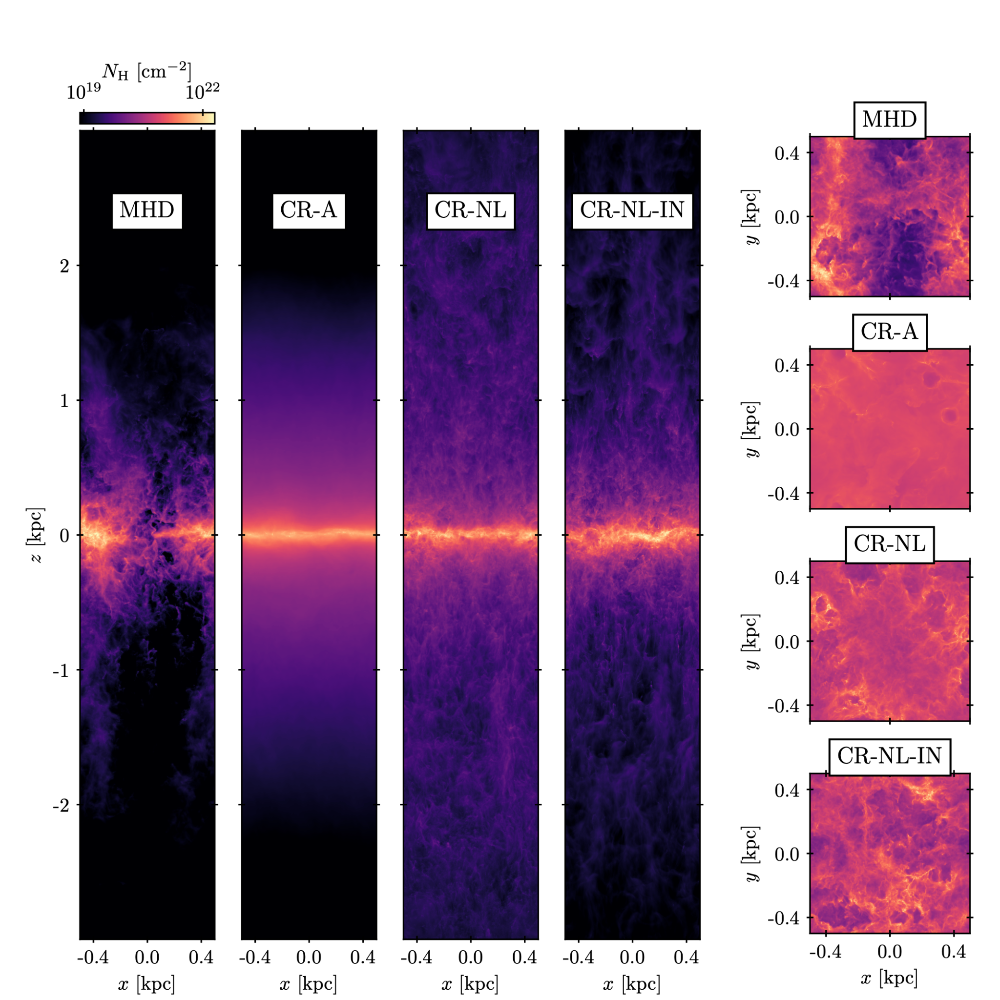 N_H [cm^−2]
10^19 10^22
MHD
CR-A
CR-NL
CR-NL-IN
2
1
0
-1
-2
z [kpc]
-0.4 0.0 0.4
x [kpc]
-0.4 0.0 0.4
x [kpc]
-0.4 0.0 0.4
x [kpc]
-0.4 0.0 0.4
x [kpc]
MHD
0.4
0.0
-0.4
y [kpc]
CR-A
0.4
0.0
-0.4
y [kpc]
CR-NL
0.4
0.0
-0.4
y [kpc]
CR-NL-IN
0.4
0.0
-0.4
y [kpc]
-0.4 0.0 0.4
x [kpc]